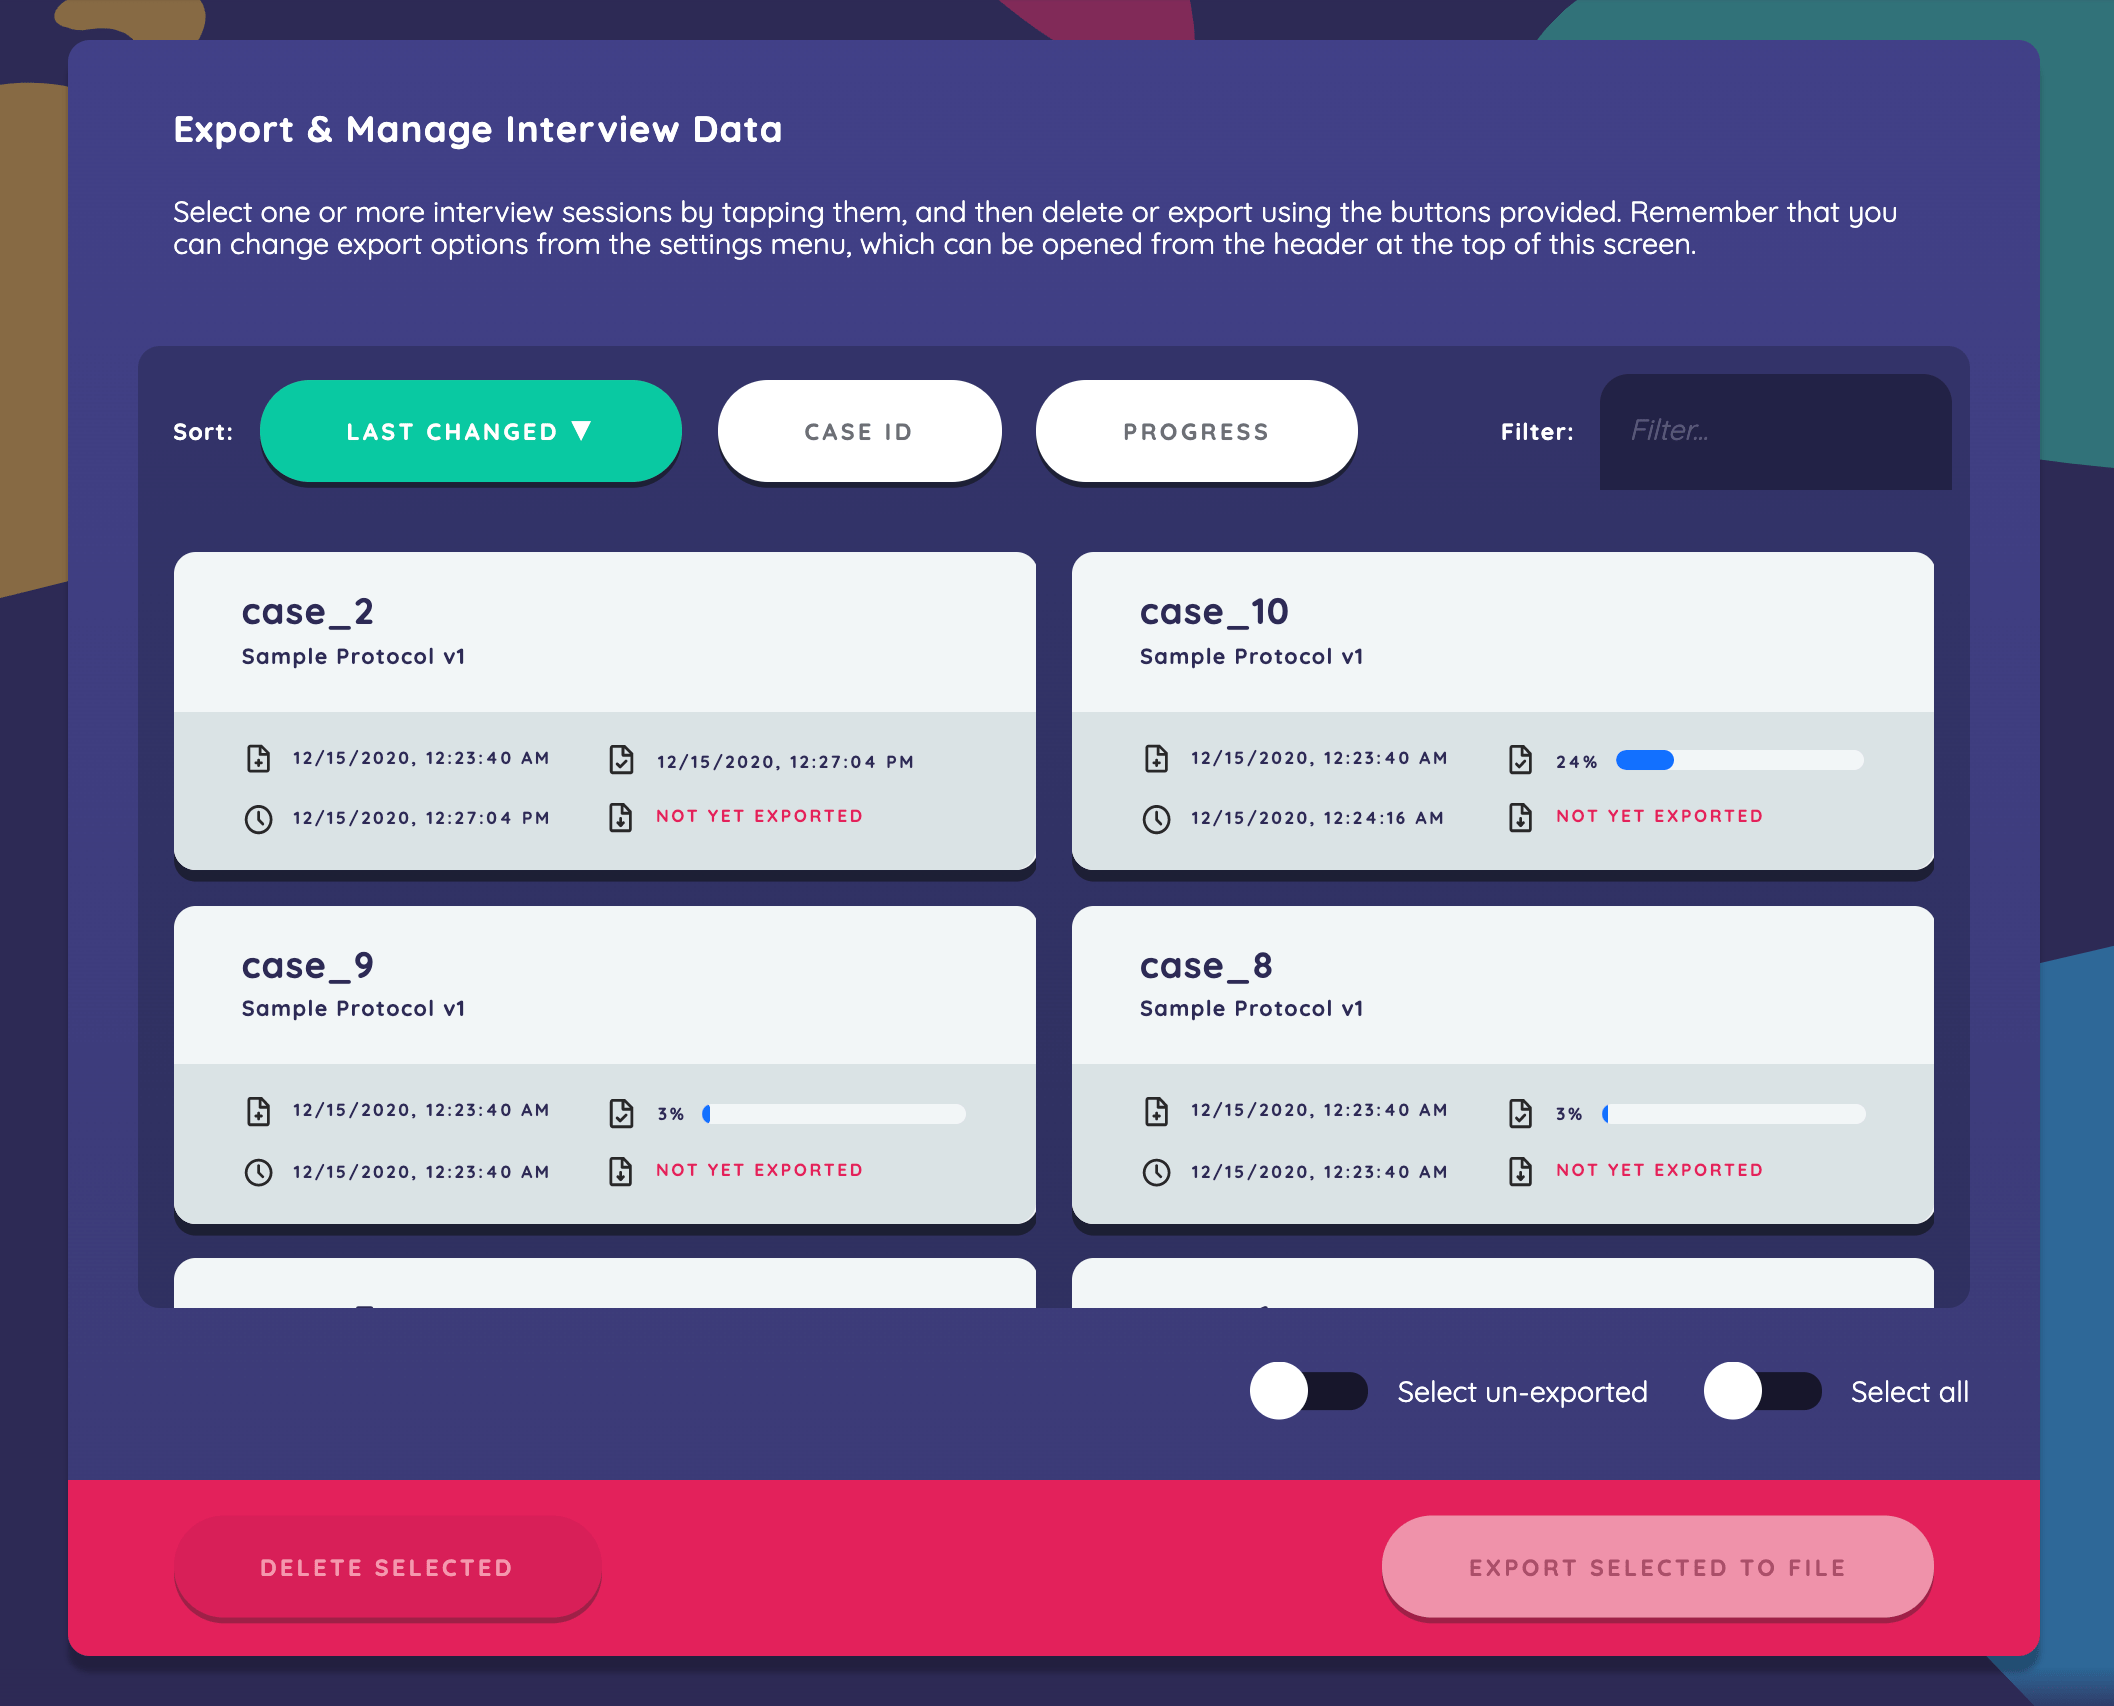 Export & Manage Interview Data
Select one or more interview sessions by tapping them, and then delete or export using the buttons provided. Remember that you
can change export options from the settings menu, which can be opened from the header at the top of this screen.
Sort: LAST CHANGED ▼ CASE ID PROGRESS Filter: Filter...
case_2
Sample Protocol v1
12/15/2020, 12:23:40 AM 12/15/2020, 12:27:04 PM
12/15/2020, 12:27:04 PM NOT YET EXPORTED
case_10
Sample Protocol v1
12/15/2020, 12:23:40 AM 24%
12/15/2020, 12:24:16 AM NOT YET EXPORTED
case_9
Sample Protocol v1
12/15/2020, 12:23:40 AM 3%
12/15/2020, 12:23:40 AM NOT YET EXPORTED
case_8
Sample Protocol v1
12/15/2020, 12:23:40 AM 3%
12/15/2020, 12:23:40 AM NOT YET EXPORTED
Select un-exported Select all
DELETE SELECTED EXPORT SELECTED TO FILE